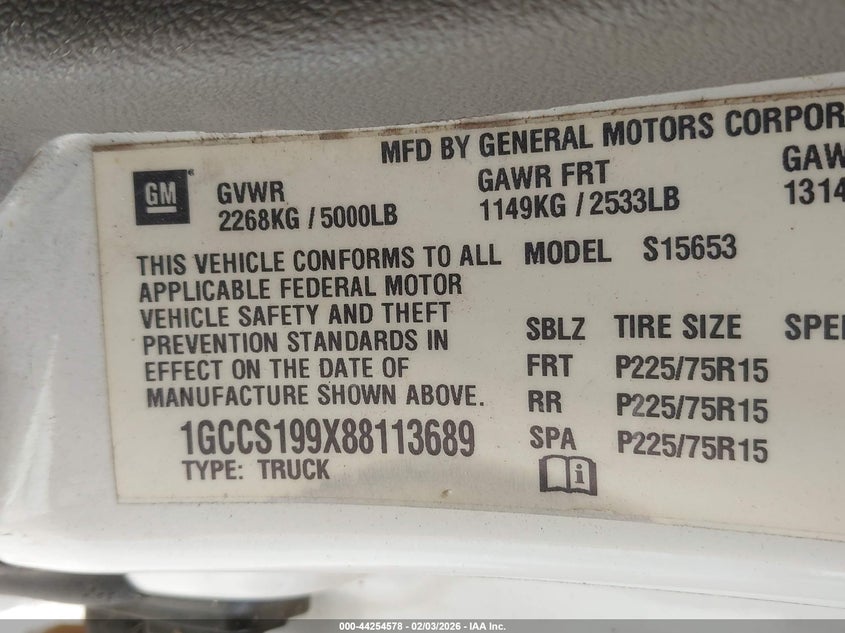 MFD BY GENERAL MOTORS CORPOR
GM
GVWR
2268KG / 5000LB
GAWR FRT
1149KG / 2533LB
GAW
1314
THIS VEHICLE CONFORMS TO ALL
APPLICABLE FEDERAL MOTOR
VEHICLE SAFETY AND THEFT
PREVENTION STANDARDS IN
EFFECT ON THE DATE OF
MANUFACTURE SHOWN ABOVE.
1GCCS199X88113689
TYPE: TRUCK
MODEL S15653
SBLZ TIRE SIZE SPE
FRT P225/75R15
RR P225/75R15
SPA P225/75R15
i
000-44254578 - 02/03/2026 - IAA Inc.